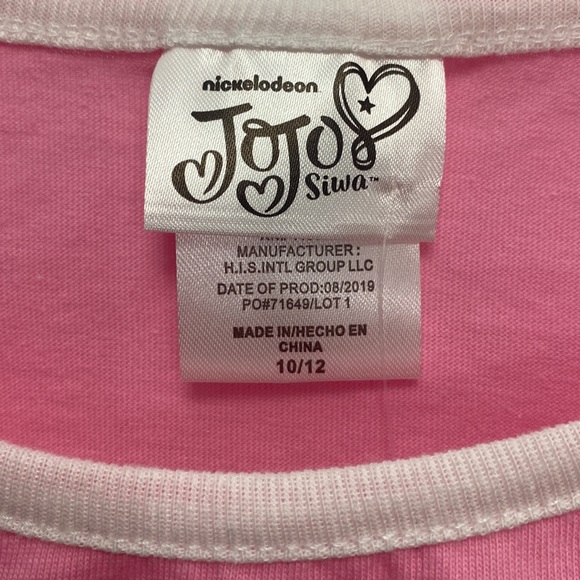 nickelodeon
JoJo
Siwa™
MANUFACTURER:
H.I.S.INTL GROUP LLC
DATE OF PROD:08/2019
PO#71649/LOT 1
MADE IN/HECHO EN
CHINA
10/12